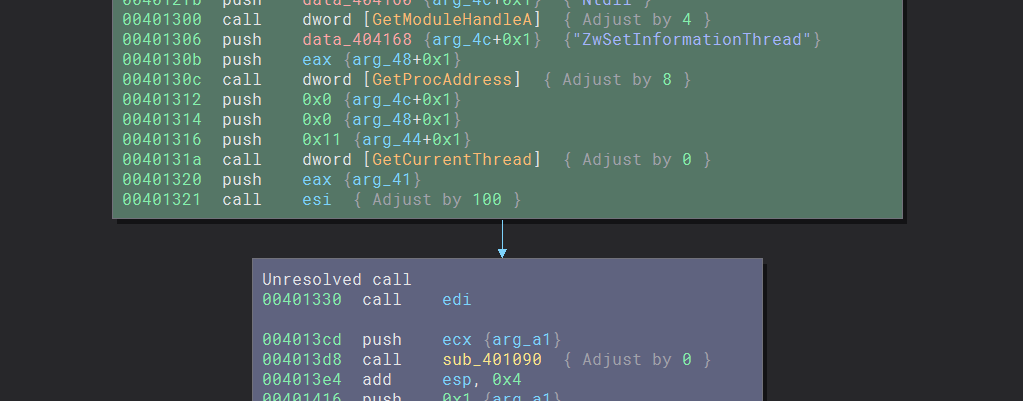 push data_404160 {arg_4c+0x1} {"Ntdll"}
00401300 call dword [GetModuleHandleA] { Adjust by 4 }
00401306 push data_404168 {arg_4c+0x1} {"ZwSetInformationThread"}
0040130b push eax {arg_48+0x1}
0040130c call dword [GetProcAddress] { Adjust by 8 }
00401312 push 0x0 {arg_4c+0x1}
00401314 push 0x0 {arg_48+0x1}
00401316 push 0x11 {arg_44+0x1}
0040131a call dword [GetCurrentThread] { Adjust by 0 }
00401320 push eax {arg_41}
00401321 call esi { Adjust by 100 }
Unresolved call
00401330 call edi
004013cd push ecx {arg_a1}
004013d8 call sub_401090 { Adjust by 0 }
004013e4 add esp, 0x4
00401416 push 0x1 {arg_a1}